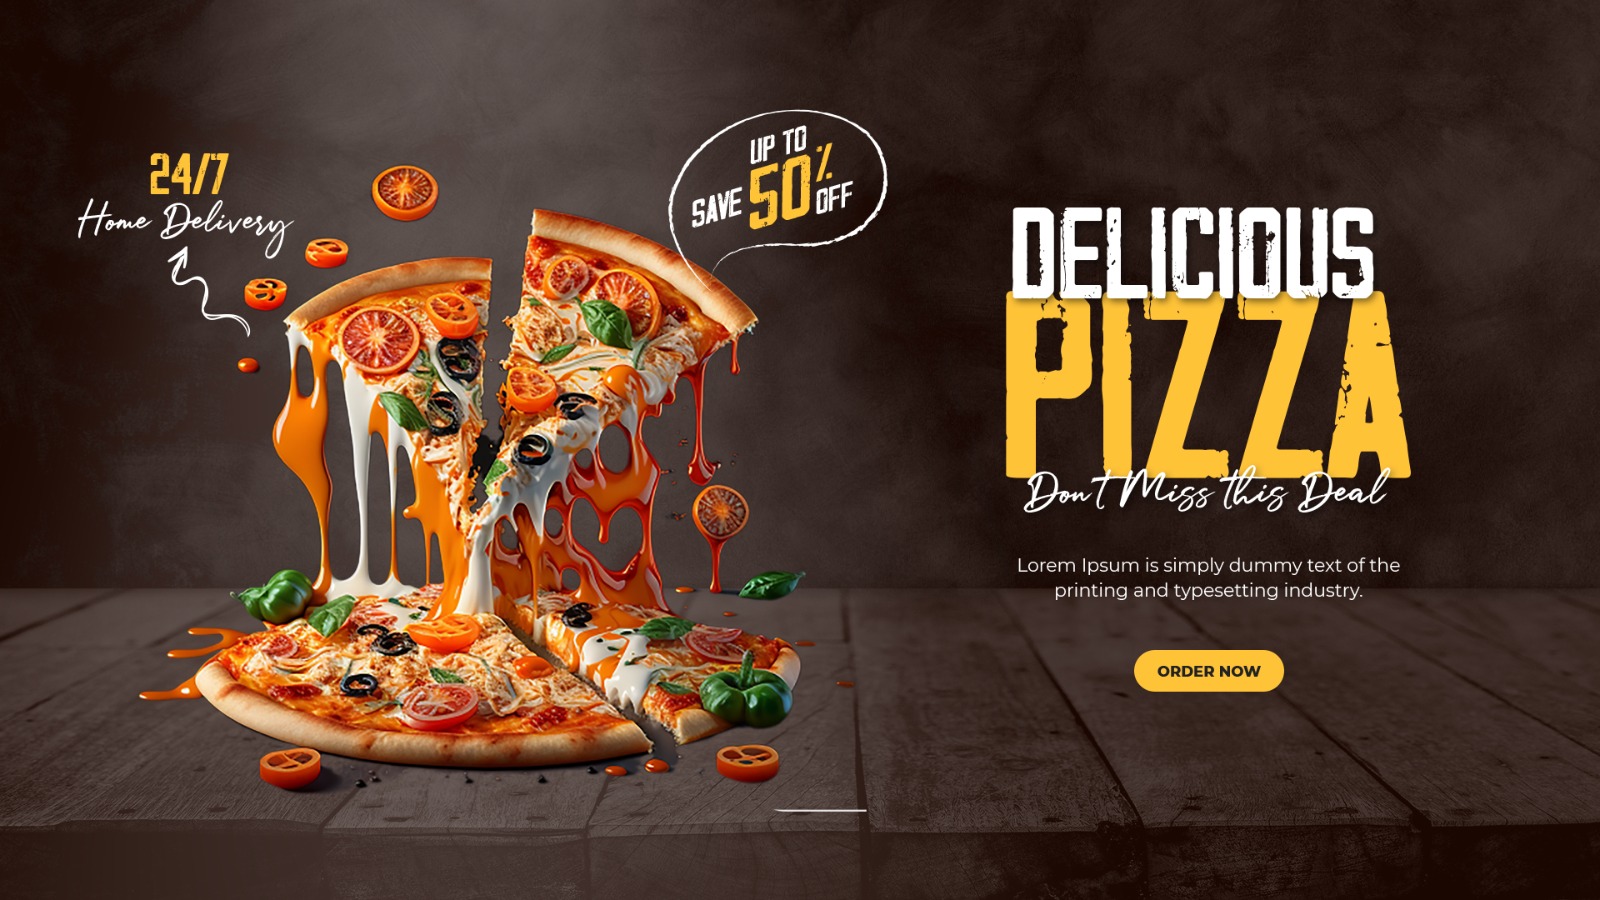 24/7
Home Delivery
UP TO
SAVE 50% OFF
DELICIOUS
PIZZA
Don't Miss this Deal
Lorem Ipsum is simply dummy text of the
printing and typesetting industry.
ORDER NOW